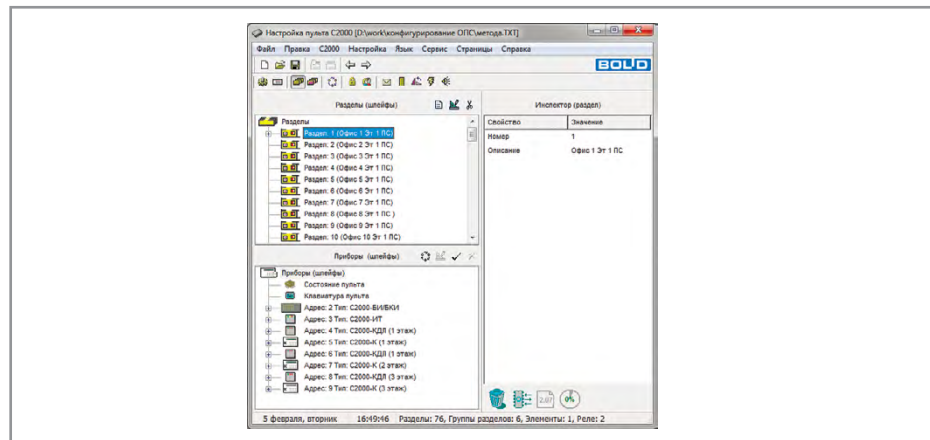 Настройка пульта С2000 [D:\work\конфигурирование ОПС\метода.TXT]
Файл Правка С2000 Настройка Язык Сервис Страницы Справка
BOLID
Разделы (шлейфы)
Инспектор (раздел)
Разделы
Свойство Значение
Раздел: 1 (Офис 1 Эт 1 ПС)
Номер 1
Раздел: 2 (Офис 2 Эт 1 ПС)
Описание Офис 1 Эт 1 ПС
Раздел: 3 (Офис 3 Эт 1 ПС)
Раздел: 4 (Офис 4 Эт 1 ПС)
Раздел: 5 (Офис 5 Эт 1 ПС)
Раздел: 6 (Офис 6 Эт 1 ПС)
Раздел: 7 (Офис 7 Эт 1 ПС)
Раздел: 8 (Офис 8 Эт 1 ПС )
Раздел: 9 (Офис 9 Эт 1 ПС)
Раздел: 10 (Офис 10 Эт 1 ПС)
Приборы (шлейфы)
Приборы (шлейфы)
Состояние пульта
Клавиатура пульта
Адрес: 2 Тип: С2000-БИ/БКИ
Адрес: 3 Тип: С2000-ИТ
Адрес: 4 Тип: С2000-КДЛ (1 этаж)
Адрес: 5 Тип: С2000-К (1 этаж)
Адрес: 6 Тип: С2000-КДЛ (1 этаж)
Адрес: 7 Тип: С2000-К (2 этаж)
Адрес: 8 Тип: С2000-КДЛ (3 этаж)
Адрес: 9 Тип: С2000-К (3 этаж)
2.07
5 февраля, вторник 16:49:46 Разделы: 76, Группы разделов: 6, Элементы: 1, Реле: 2